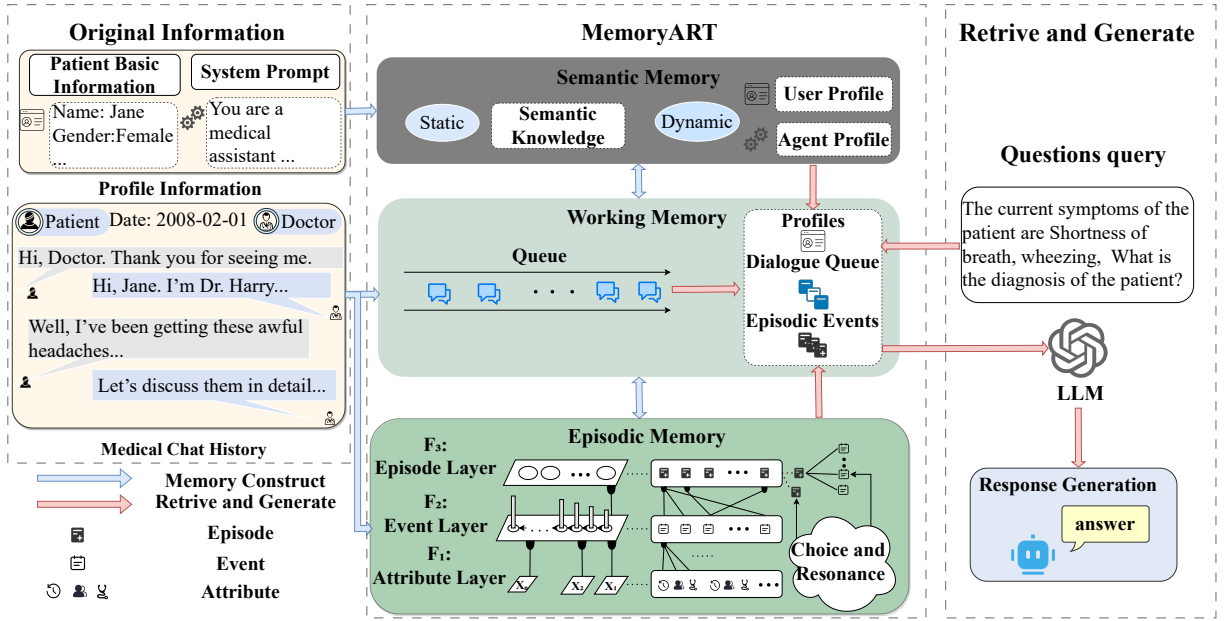 Original Information
Patient Basic
Information
System Prompt
Name: Jane
Gender:Female
...
You are a
medical
assistant ...
Profile Information
Patient
Date: 2008-02-01
Doctor
Hi, Doctor. Thank you for seeing me.
Hi, Jane. I'm Dr. Harry...
Well, I've been getting these awful
headaches...
Let's discuss them in detail...
Medical Chat History
Memory Construct
Retrive and Generate
Episode
Event
Attribute
MemoryART
Semantic Memory
Static
Semantic
Knowledge
Dynamic
User Profile
Agent Profile
Working Memory
Queue
Profiles
Dialogue Queue
Episodic Events
Episodic Memory
F₃:
Episode Layer
F₂:
Event Layer
F₁:
Attribute Layer
X₂
X₁
Choice and
Resonance
Retrive and Generate
Questions query
The current symptoms of the
patient are Shortness of
breath, wheezing, What is
the diagnosis of the patient?
LLM
Response Generation
answer